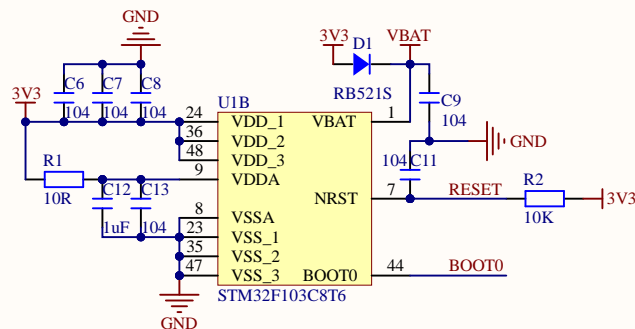 GND
3V3
D1
VBAT
C6
C7
C8
RB521S
3V3
104
104
104
U1B
C9
104
24
VDD_1
VBAT
1
36
VDD_2
48
VDD_3
GND
R1
10R
9
VDDA
104
C11
C12
C13
1uF
104
NRST
7
RESET
R2
10K
3V3
8
VSSA
23
VSS_1
35
VSS_2
47
VSS_3
BOOT0
44
BOOT0
STM32F103C8T6
GND